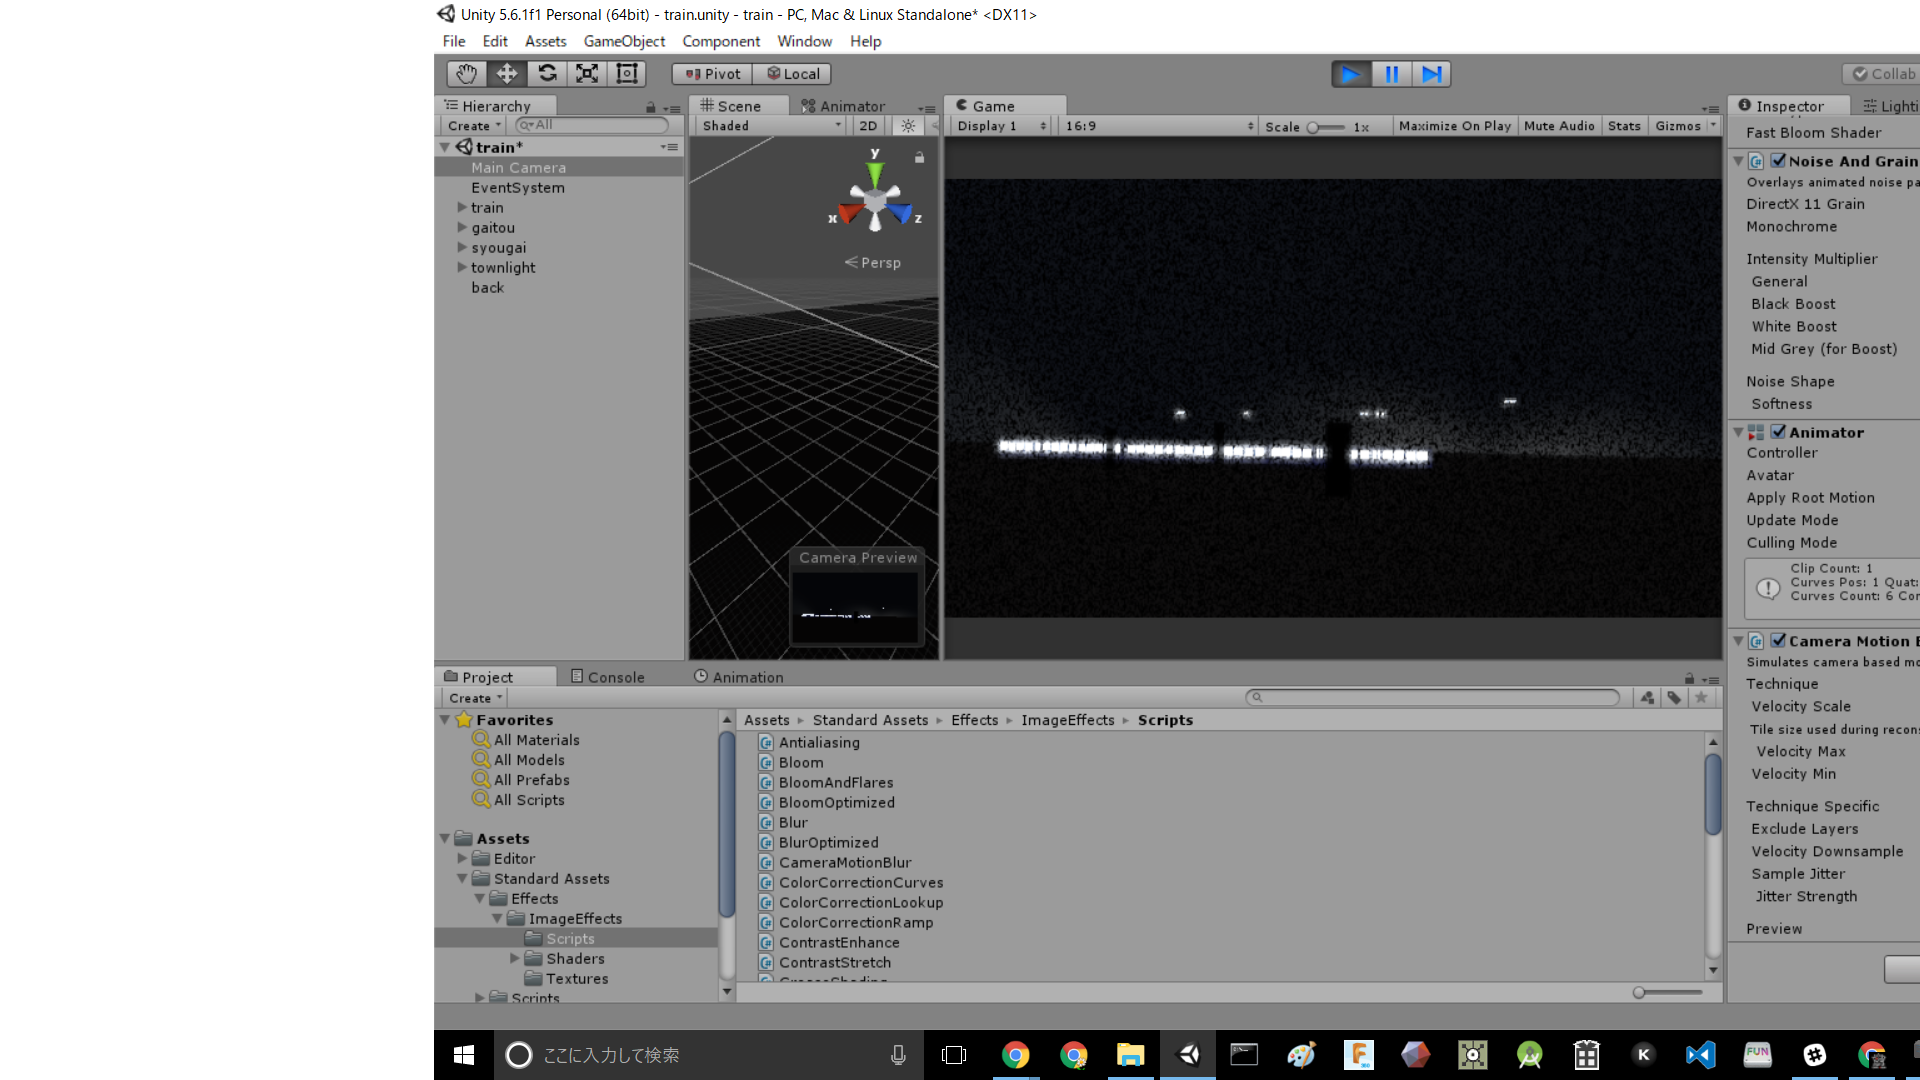 Unity 5.6.1f1 Personal (64bit) - train.unity - train - PC, Mac & Linux Standalone* <DX11>
File Edit Assets GameObject Component Window Help
Pivot Local Collab
Hierarchy Scene Animator Game Inspector Lighti
Create All Shaded 2D Display 1 16:9 Scale 1x Maximize On Play Mute Audio Stats Gizmos
train*
Main Camera
EventSystem
train
gaitou
syougai
townlight
back
y
x
z
Persp
Camera Preview
Fast Bloom Shader
Noise And Grain
Overlays animated noise pa
DirectX 11 Grain
Monochrome
Intensity Multiplier
General
Black Boost
White Boost
Mid Grey (for Boost)
Noise Shape
Softness
Animator
Controller
Avatar
Apply Root Motion
Update Mode
Culling Mode
Clip Count: 1
Curves Pos: 1 Quat:
Curves Count: 6 Con
Camera Motion B
Simulates camera based mo
Technique
Velocity Scale
Tile size used during recons
Velocity Max
Velocity Min
Technique Specific
Exclude Layers
Velocity Downsample
Sample Jitter
Jitter Strength
Preview
Project Console Animation
Create
Favorites
All Materials
All Models
All Prefabs
All Scripts
Assets
Editor
Standard Assets
Effects
ImageEffects
Scripts
Shaders
Textures
Scripts
Assets Standard Assets Effects ImageEffects Scripts
Antialiasing
Bloom
BloomAndFlares
BloomOptimized
Blur
BlurOptimized
CameraMotionBlur
ColorCorrectionCurves
ColorCorrectionLookup
ColorCorrectionRamp
ContrastEnhance
ContrastStretch
ここに入力して検索
F
K
FUN